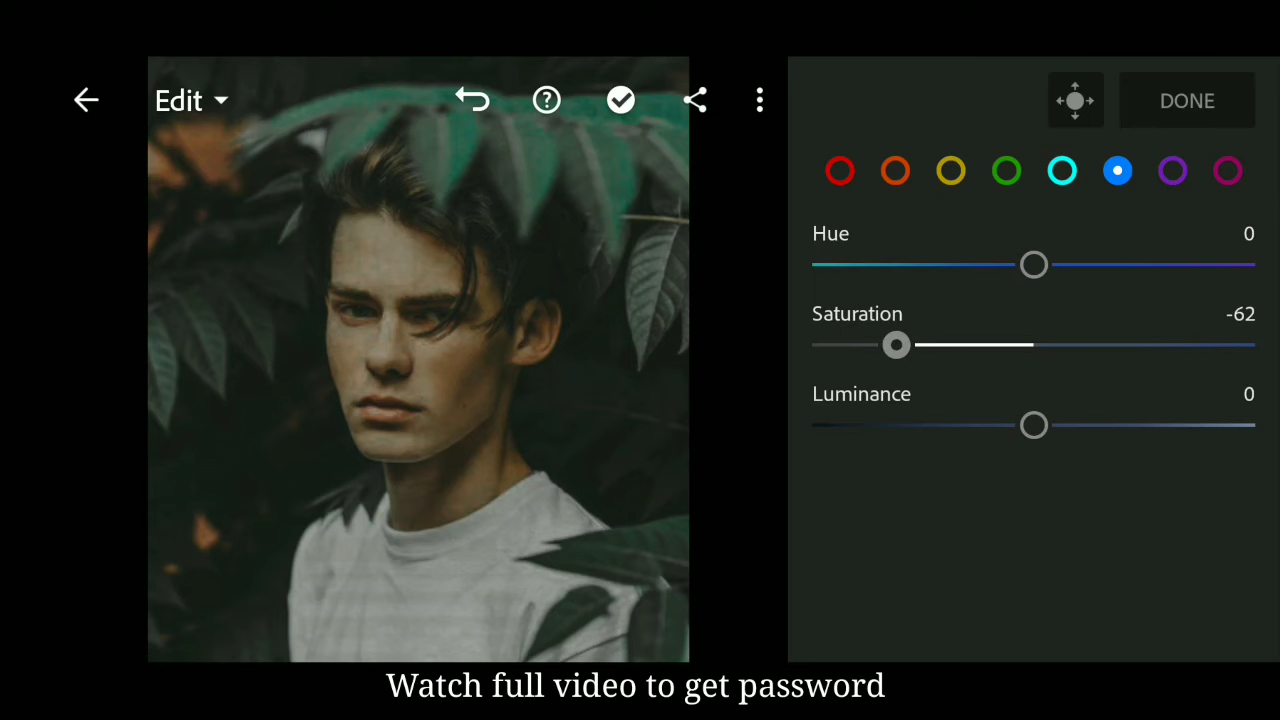 Edit
DONE
Hue 0
Saturation -62
Luminance 0
Watch full video to get password